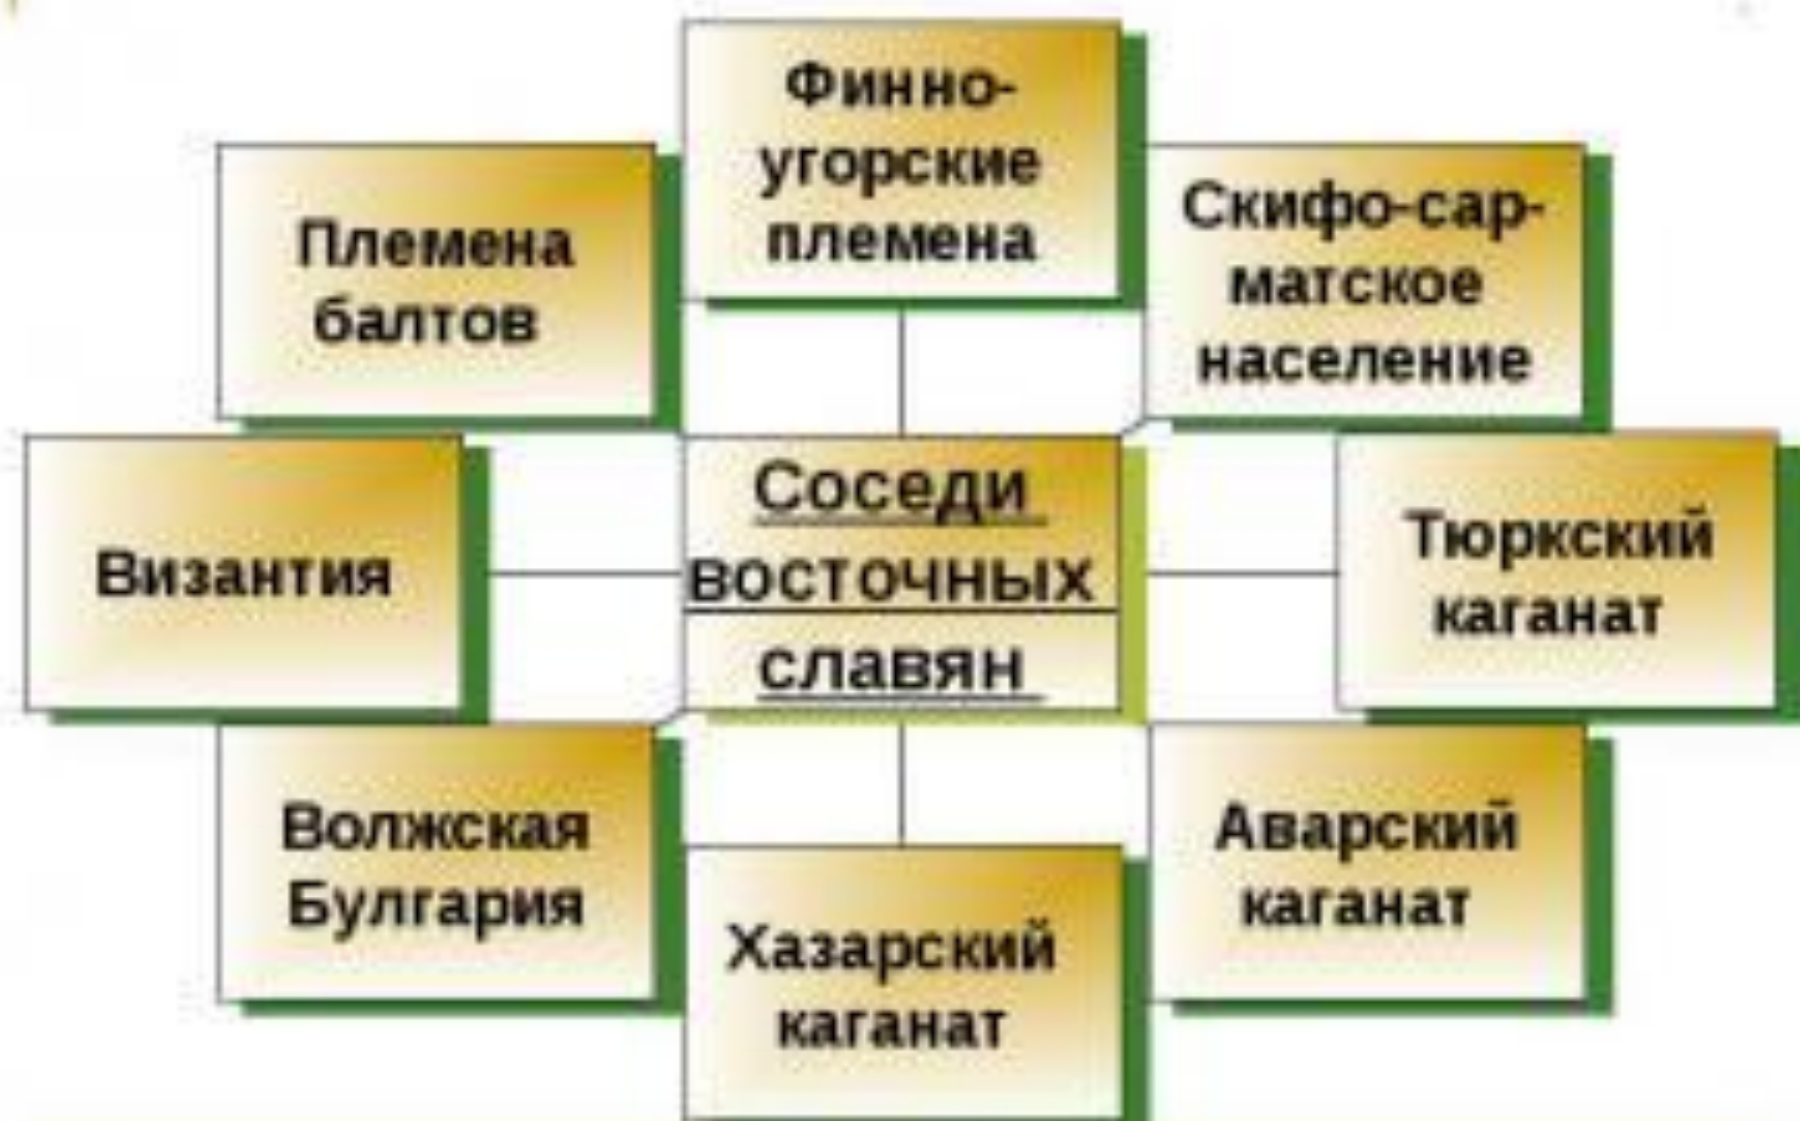 Финно-
угорские
племена
Племена
балтов
Скифо-сар-
матское
население
Византия
Соседи
восточных
славян
Тюркский
каганат
Волжская
Булгария
Аварский
каганат
Хазарский
каганат